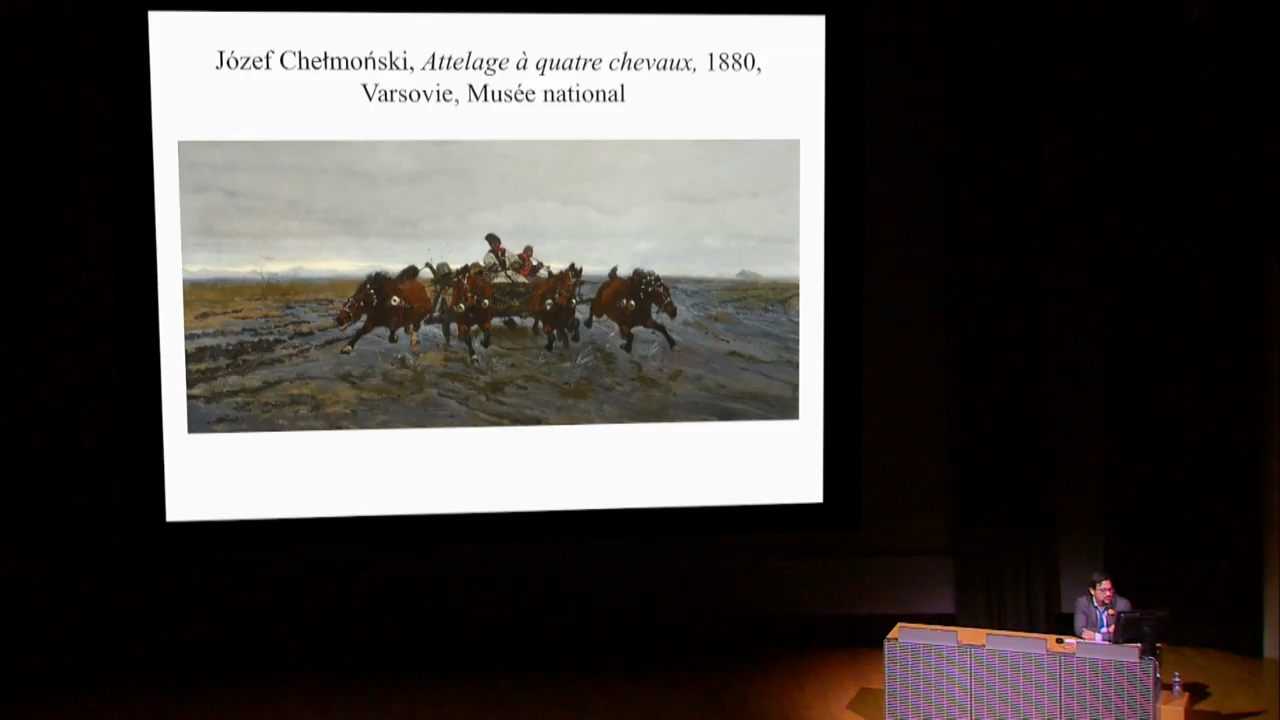 Józef Chełmoński, Attelage à quatre chevaux, 1880,
Varsovie, Musée national